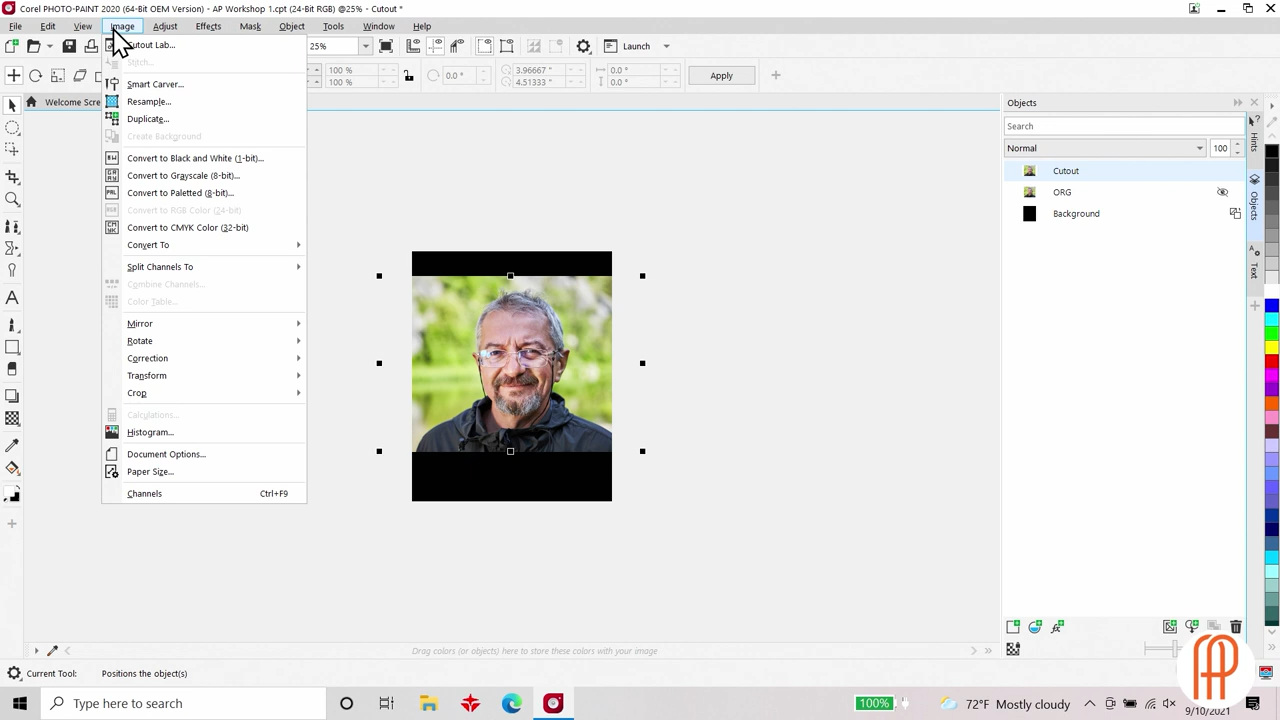 Corel PHOTO-PAINT 2020 (64-Bit OEM Version) - AP Workshop 1.cpt (24-Bit RGB) @25% - Cutout *
File Edit View Image Adjust Effects Mask Object Tools Window Help
25% Launch
100 % 0.0 ° 3.96667 " 0.0 ° Apply
100 % 4.51333 " 0.0 °
Welcome Scre
Cutout Lab...
Stitch...
Smart Carver...
Resample...
Duplicate...
Create Background
Convert to Black and White (1-bit)...
Convert to Grayscale (8-bit)...
Convert to Paletted (8-bit)...
Convert to RGB Color (24-bit)
Convert to CMYK Color (32-bit)
Convert To
Split Channels To
Combine Channels...
Color Table...
Mirror
Rotate
Correction
Transform
Crop
Calculations...
Histogram...
Document Options...
Paper Size...
Channels Ctrl+F9
Objects
Search
Normal 100
Cutout
ORG
Background
Hints
Objects
Text
Drag colors (or objects) here to store these colors with your image
Current Tool: Positions the object(s)
AP
Type here to search
100% 72°F Mostly cloudy
9/10/2021